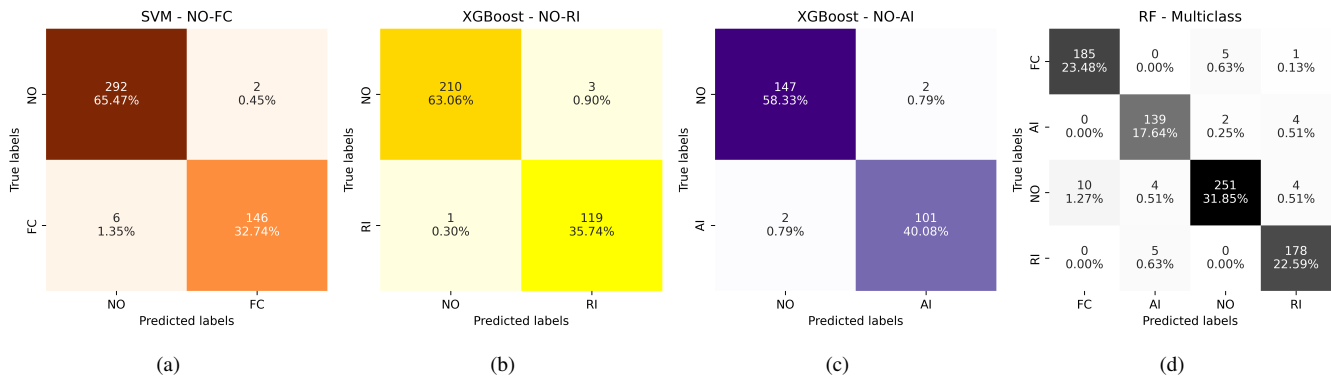 SVM - NO-FC
True labels
NO
292
65.47%
2
0.45%
FC
6
1.35%
146
32.74%
NO FC
Predicted labels
(a)
XGBoost - NO-RI
True labels
NO
210
63.06%
3
0.90%
RI
1
0.30%
119
35.74%
NO RI
Predicted labels
(b)
XGBoost - NO-AI
True labels
NO
147
58.33%
2
0.79%
AI
2
0.79%
101
40.08%
NO AI
Predicted labels
(c)
RF - Multiclass
True labels
FC
185 0 5 1
23.48% 0.00% 0.63% 0.13%
AI
0 139 2 4
0.00% 17.64% 0.25% 0.51%
NO
10 4 251 4
1.27% 0.51% 31.85% 0.51%
RI
0 5 0 178
0.00% 0.63% 0.00% 22.59%
FC AI NO RI
Predicted labels
(d)